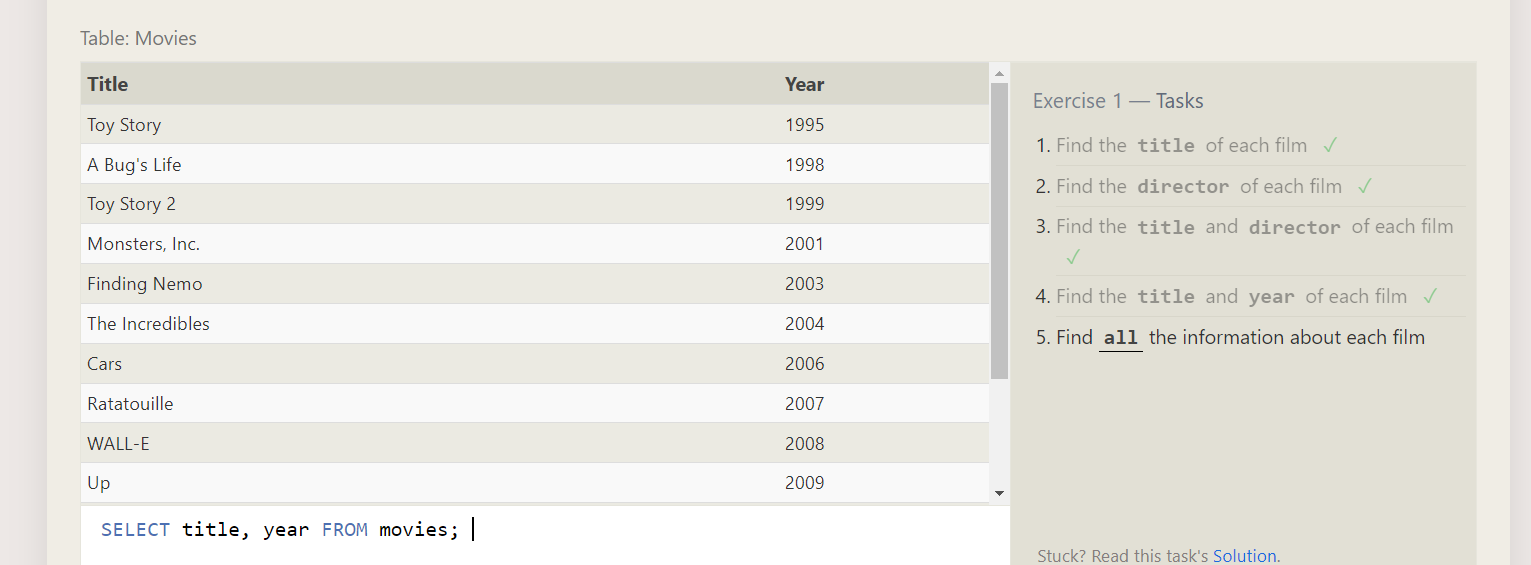 Table: Movies
Title Year
Toy Story 1995
A Bug's Life 1998
Toy Story 2 1999
Monsters, Inc. 2001
Finding Nemo 2003
The Incredibles 2004
Cars 2006
Ratatouille 2007
WALL-E 2008
Up 2009
SELECT title, year FROM movies;
Exercise 1 — Tasks
1. Find the title of each film ✓
2. Find the director of each film ✓
3. Find the title and director of each film
✓
4. Find the title and year of each film ✓
5. Find all the information about each film
Stuck? Read this task's Solution.